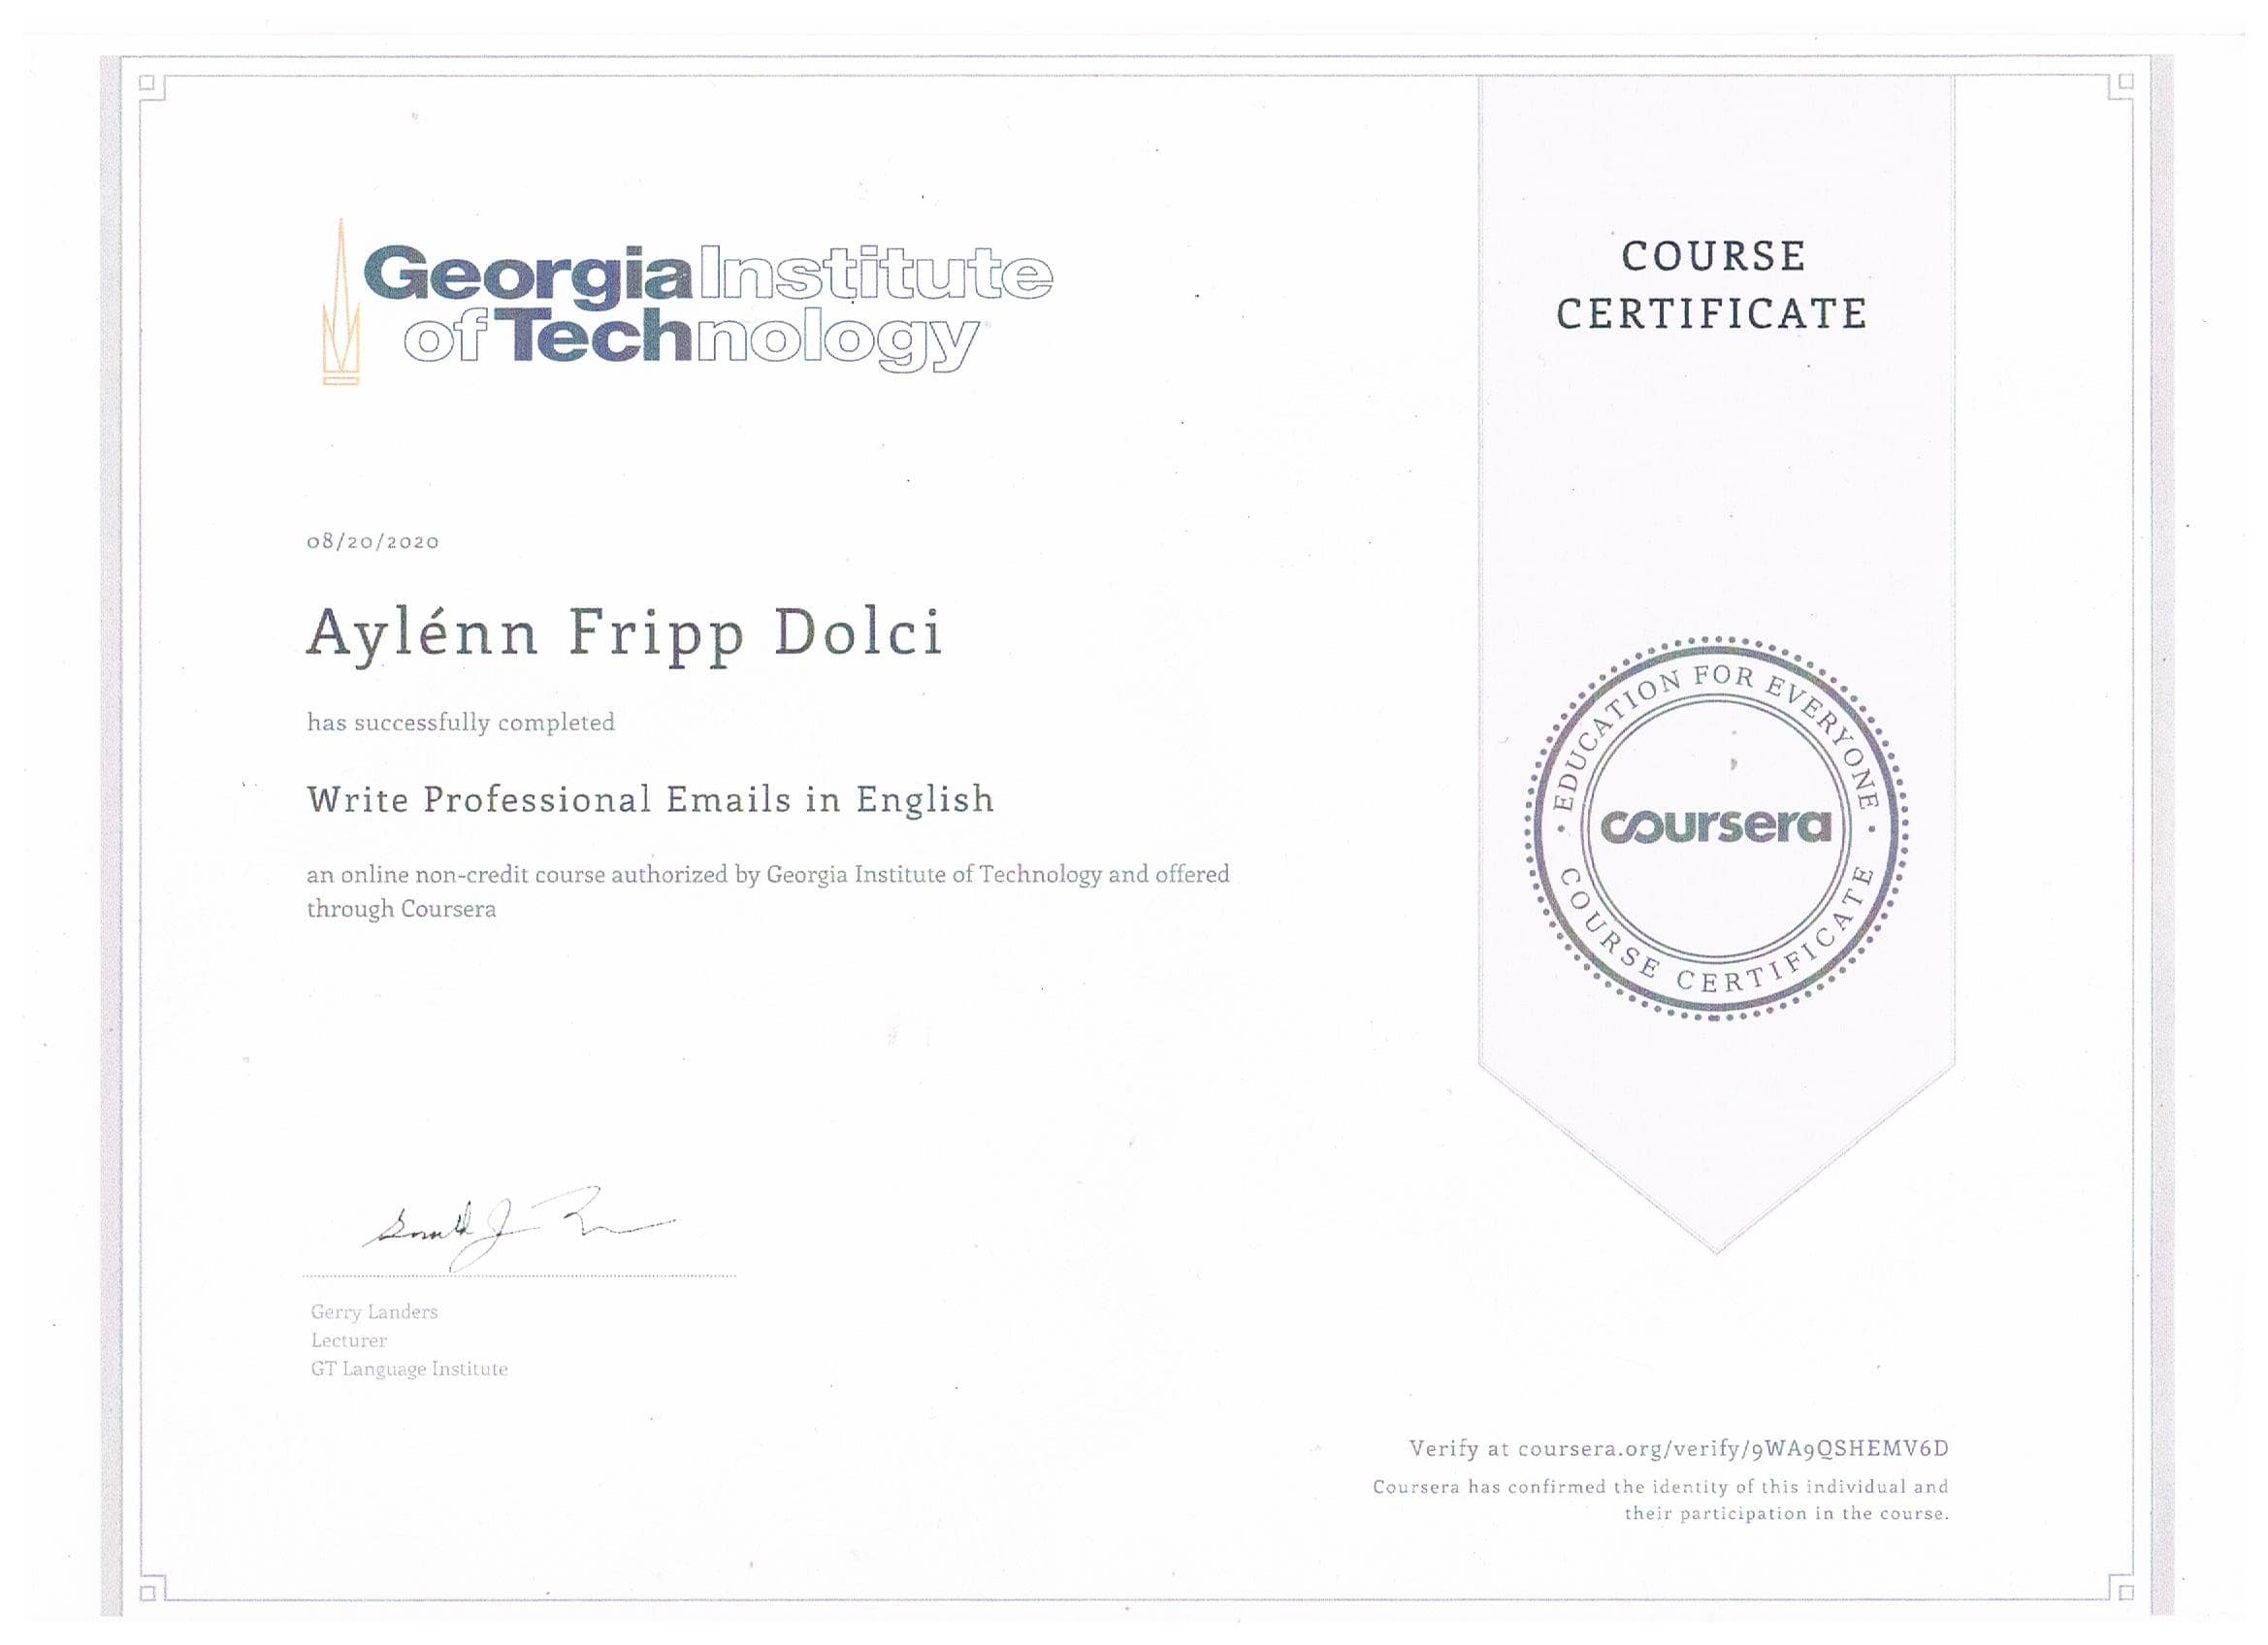 Georgia Institute
of Technology
COURSE
CERTIFICATE
08/20/2020
Aylénn Fripp Dolci
has successfully completed
Write Professional Emails in English
an online non-credit course authorized by Georgia Institute of Technology and offered
through Coursera
EDUCATION FOR EVERYONE
coursera
COURSE CERTIFICATE
Gerry Landers
Lecturer
GT Language Institute
Verify at coursera.org/verify/9WA9QSHEMV6D
Coursera has confirmed the identity of this individual and
their participation in the course.